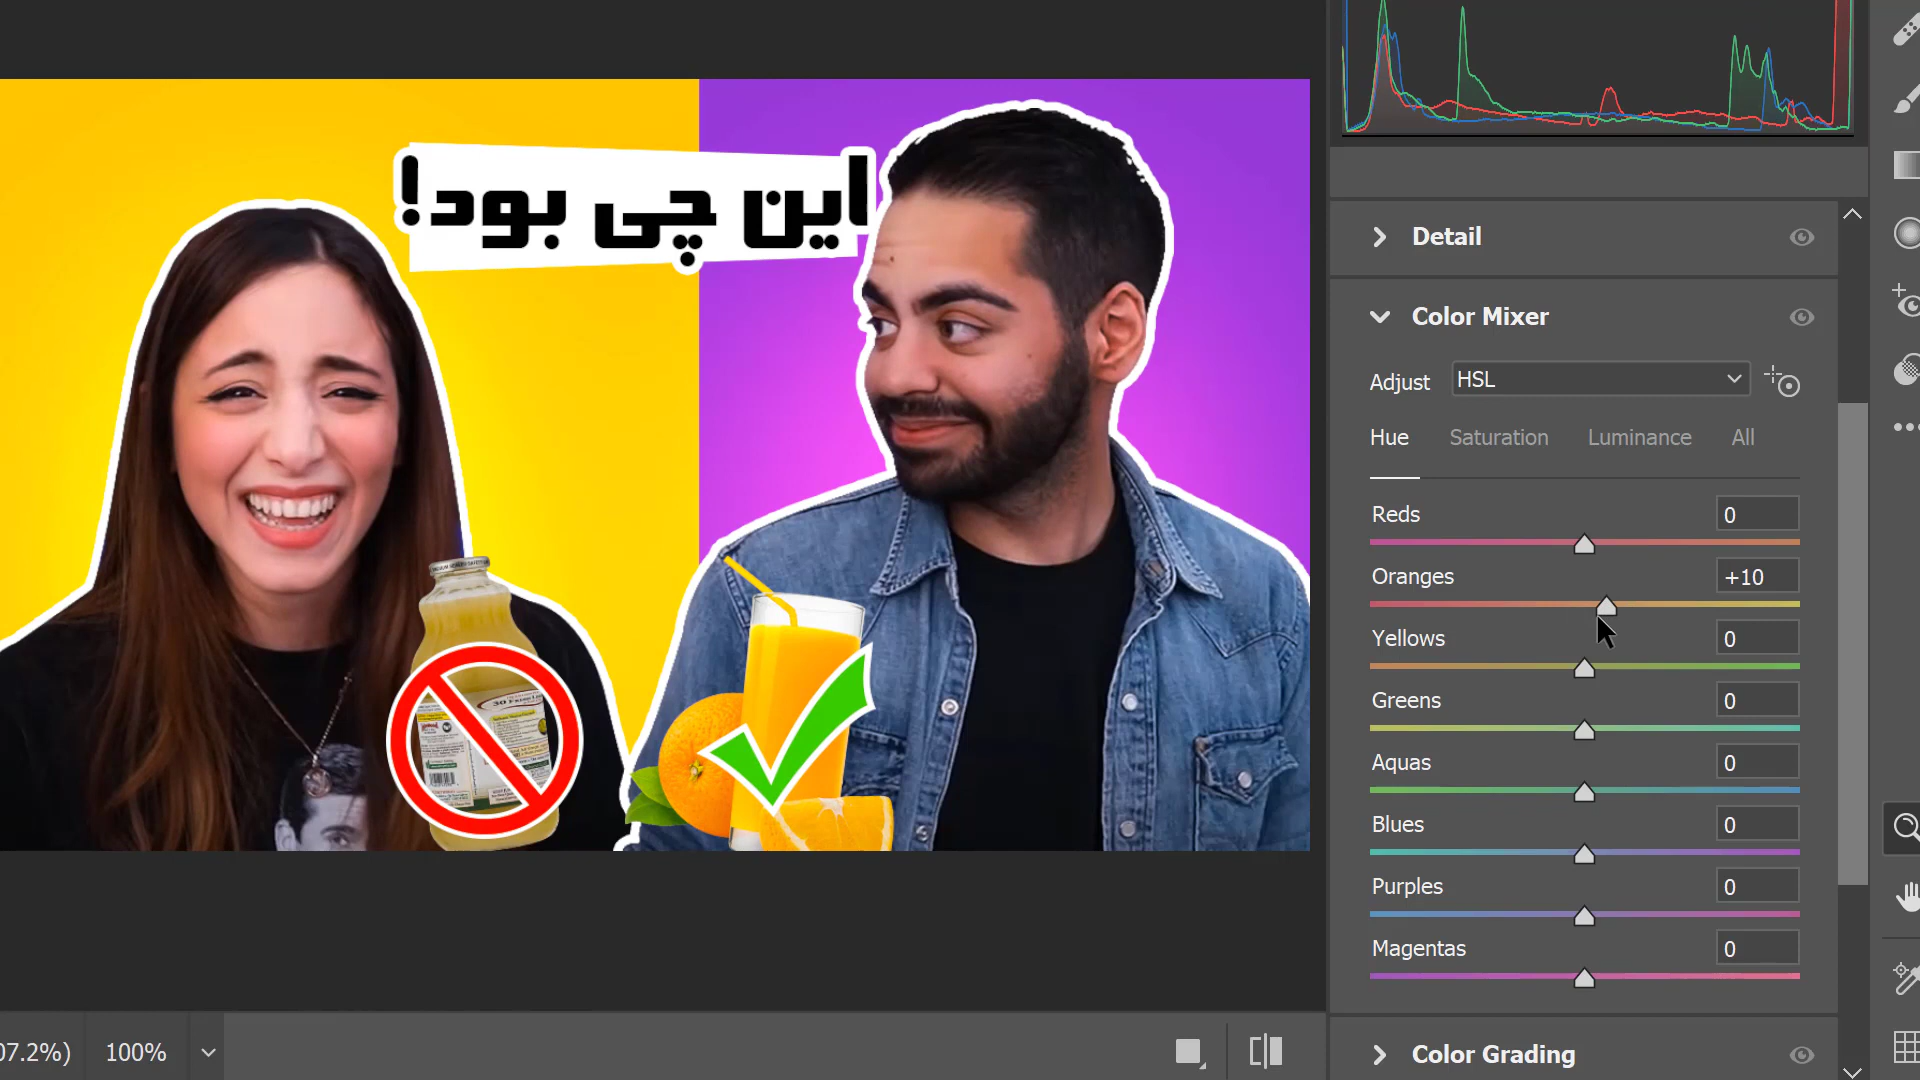 این چی بود!
Detail
Color Mixer
Adjust
HSL
Hue Saturation Luminance All
Reds 0
Oranges +10
Yellows 0
Greens 0
Aquas 0
Blues 0
Purples 0
Magentas 0
Color Grading
07.2%) 100%